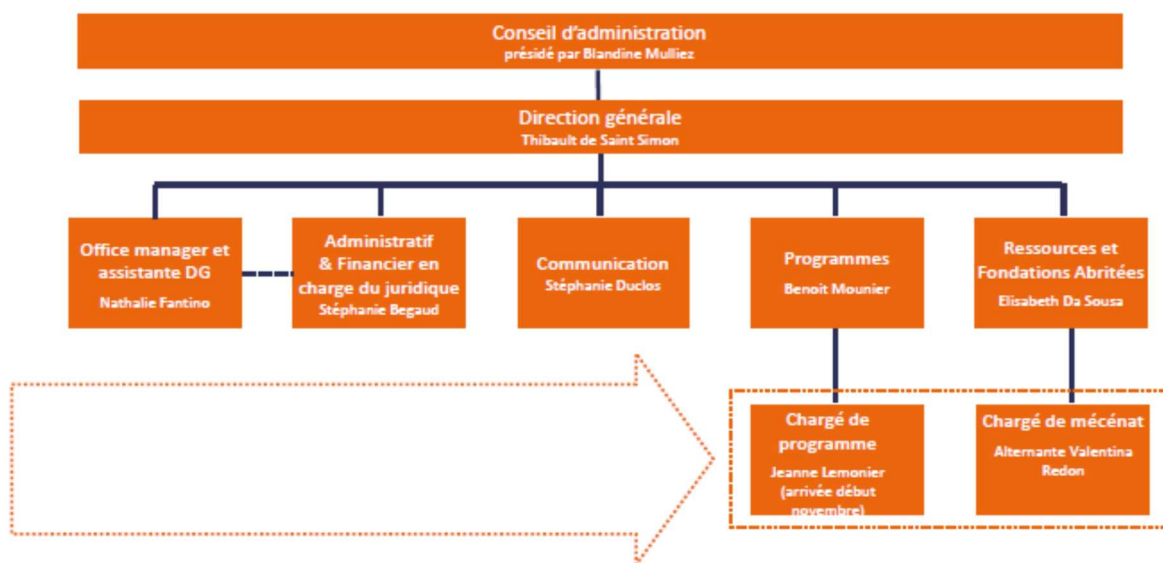 Conseil d'administration
présidé par Blandine Mulliez
Direction générale
Thibault de Saint Simon
Office manager et
assistante DG
Nathalie Fantino
Administratif
& Financier en
charge du juridique
Stéphanie Begaud
Communication
Stéphanie Duclos
Programmes
Benoit Mounier
Ressources et
Fondations Abritées
Elisabeth Da Sousa
Chargé de
programme
Jeanne Lemonier
(arrivée début
novembre)
Chargé de mécénat
Alternante Valentina
Redon